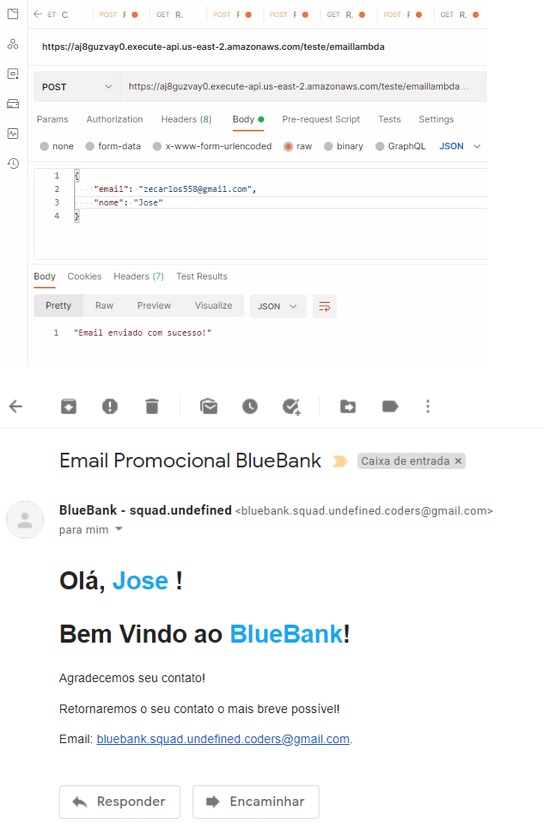 ET C. POST GET R. POST POST GET R. POST GET R.
https://aj8guzvay0.execute-api.us-east-2.amazonaws.com/teste/emaillambda
POST https://aj8guzvay0.execute-api.us-east-2.amazonaws.com/teste/emaillambda ...
Params Authorization Headers (8) Body Pre-request Script Tests Settings
none form-data x-www-form-urlencoded raw binary GraphQL JSON
1 {
2 "email": "zecarlos558@gmail.com",
3 "nome": "Jose"
4 }
Body Cookies Headers (7) Test Results
Pretty Raw Preview Visualize JSON
1 "Email enviado com sucesso!"
Email Promocional BlueBank Caixa de entrada ×
BlueBank - squad.undefined <bluebank.squad.undefined.coders@gmail.com>
para mim
Olá, Jose !
Bem Vindo ao BlueBank!
Agradecemos seu contato!
Retornaremos o seu contato o mais breve possível!
Email: bluebank.squad.undefined.coders@gmail.com.
Responder Encaminhar